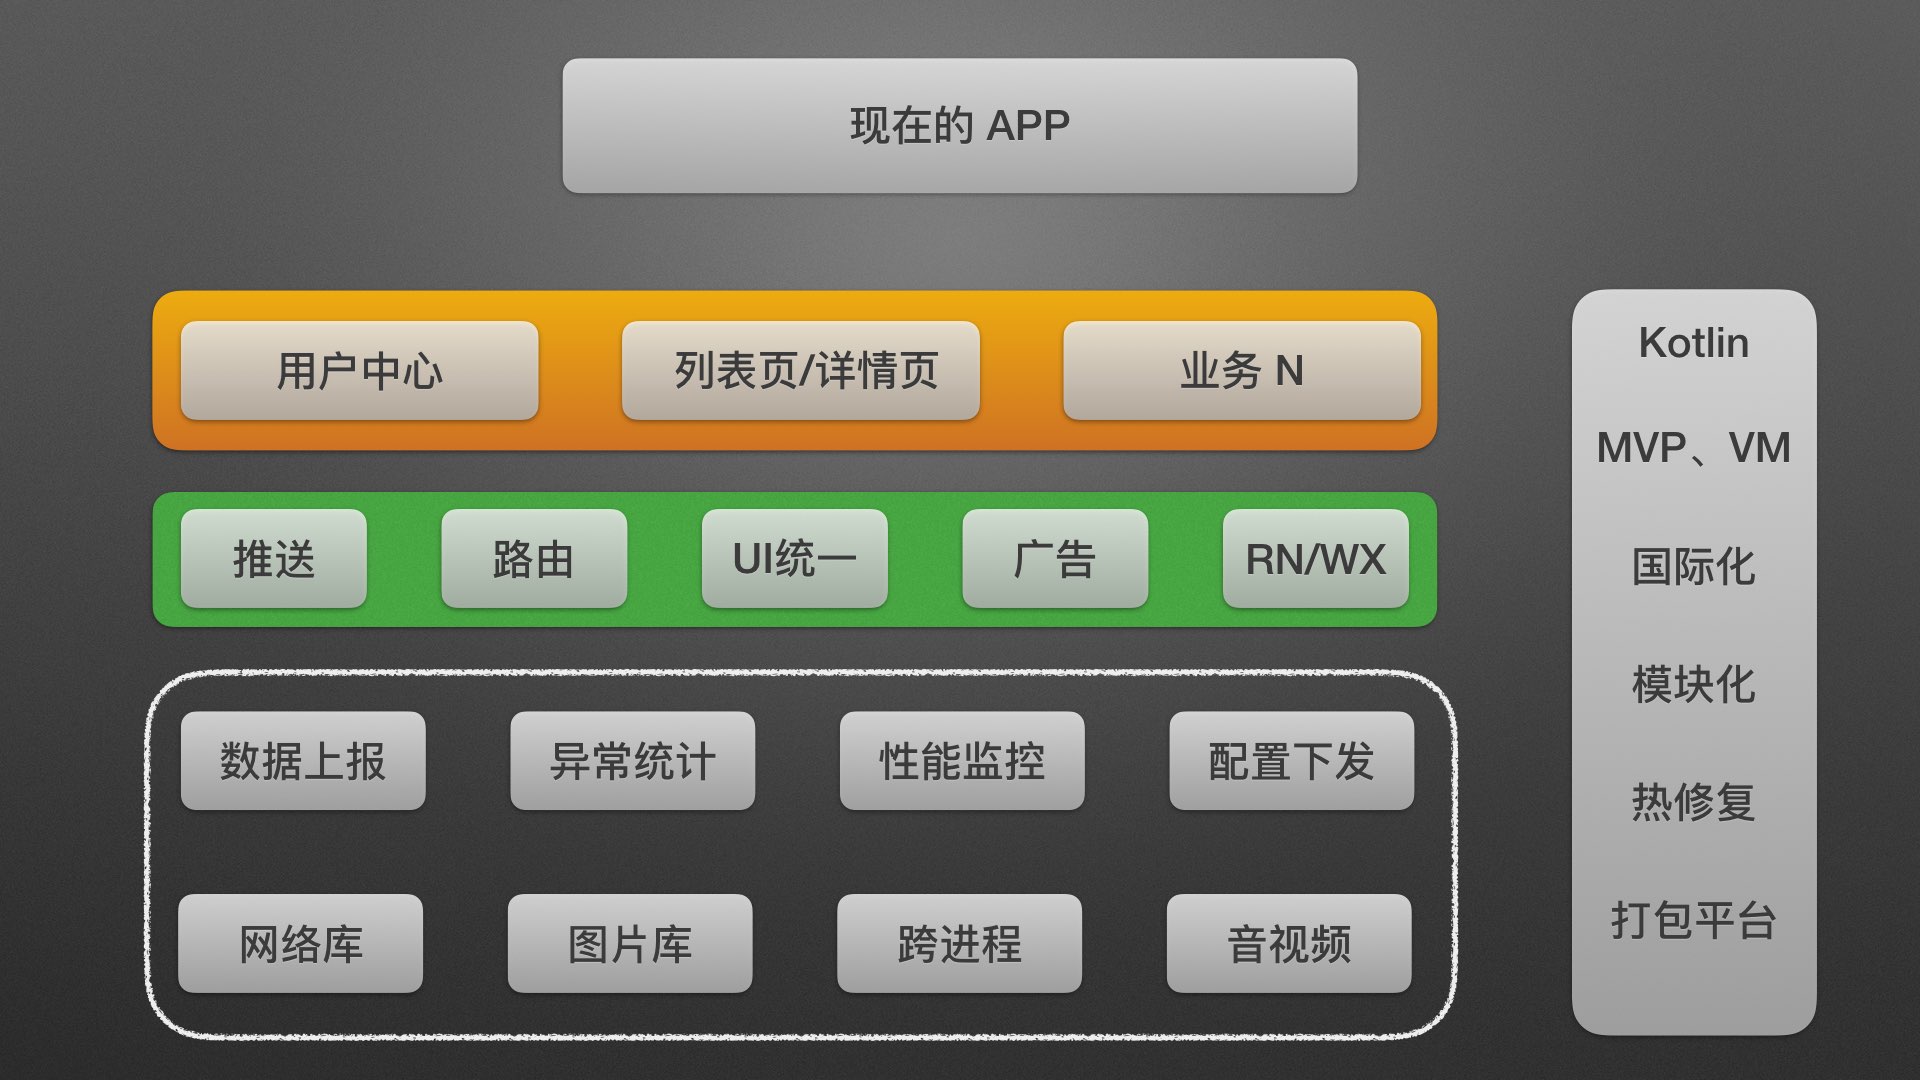 现在的 APP
用户中心
列表页/详情页
业务 N
推送
路由
UI统一
广告
RN/WX
数据上报
异常统计
性能监控
配置下发
网络库
图片库
跨进程
音视频
Kotlin
MVP、VM
国际化
模块化
热修复
打包平台